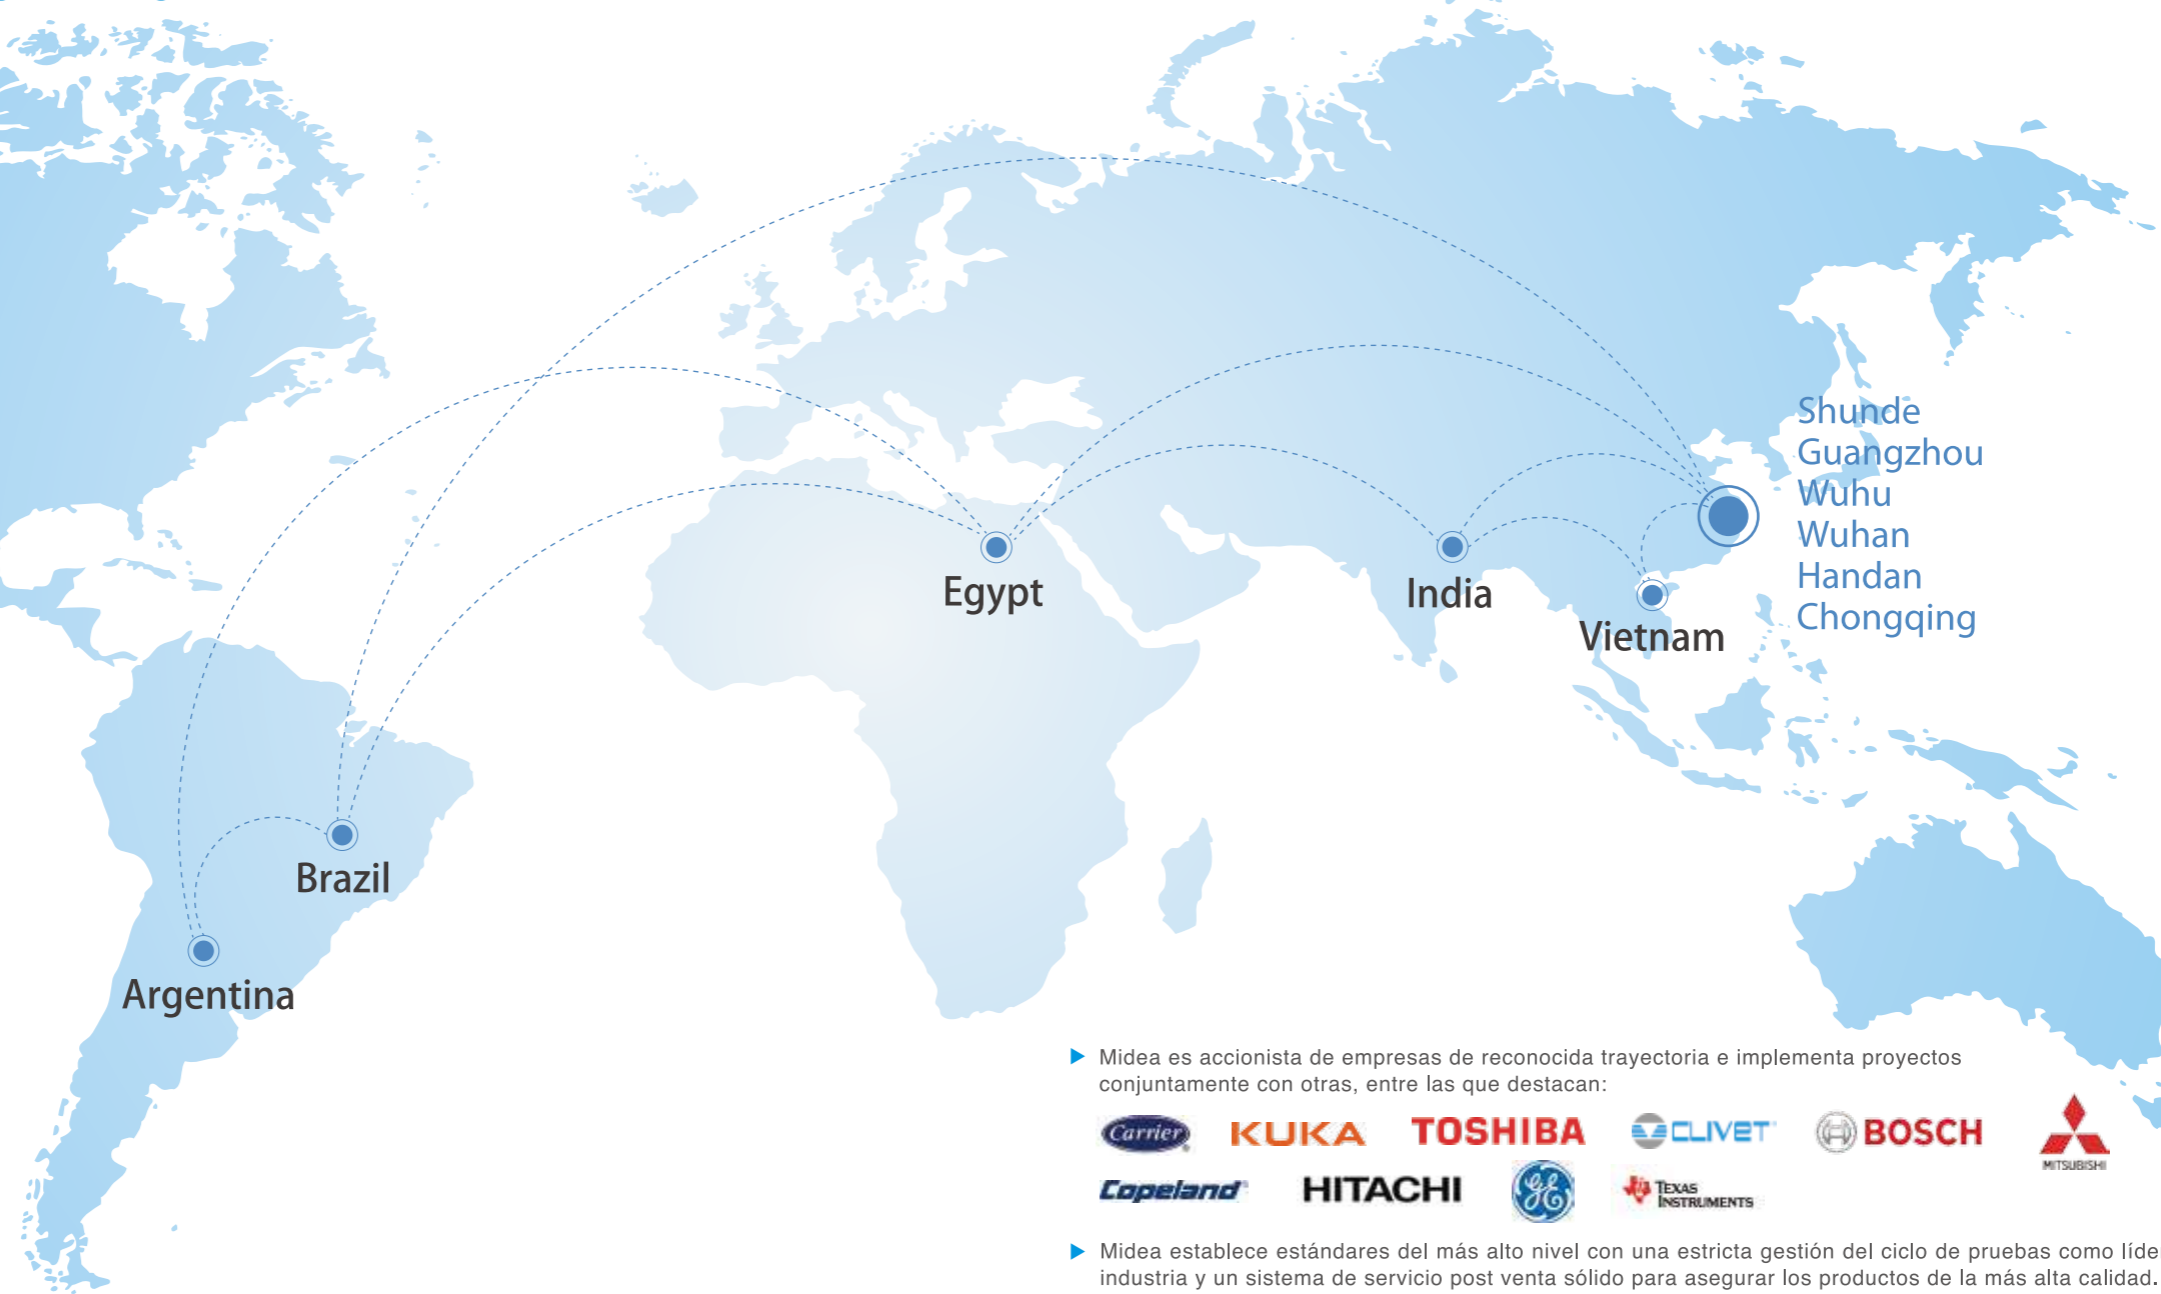 Shunde
Guangzhou
Wuhu
Wuhan
Handan
Chongqing
Egypt
India
Vietnam
Brazil
Argentina
Midea es accionista de empresas de reconocida trayectoria e implementa proyectos
conjuntamente con otras, entre las que destacan:
Carrier KUKA TOSHIBA CLIVET BOSCH MITSUBISHI
Copeland HITACHI GE TEXAS INSTRUMENTS
Midea establece estándares del más alto nivel con una estricta gestión del ciclo de pruebas como líde
industria y un sistema de servicio post venta sólido para asegurar los productos de la más alta calidad.